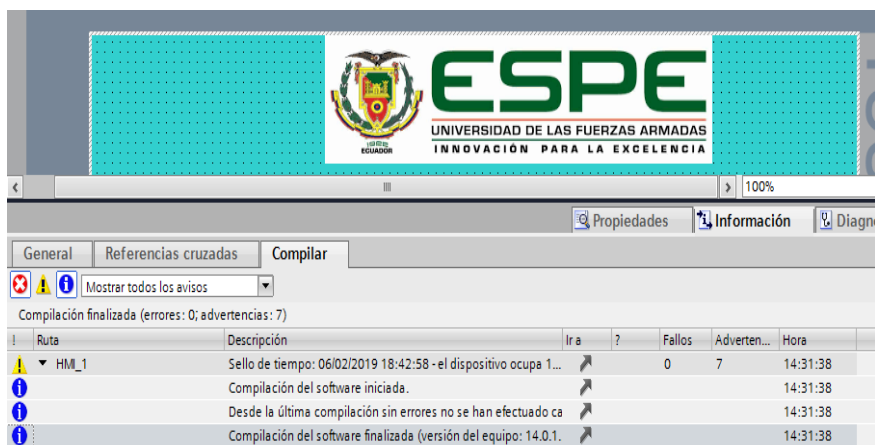 ESPE
UNIVERSIDAD DE LAS FUERZAS ARMADAS
INNOVACIÓN PARA LA EXCELENCIA
ECUADOR
100%
Propiedades Información Diagn
General Referencias cruzadas Compilar
Mostrar todos los avisos
Compilación finalizada (errores: 0; advertencias: 7)
! Ruta Descripción Ir a ? Fallos Adverten... Hora
HMI_1 Sello de tiempo: 06/02/2019 18:42:58 - el dispositivo ocupa 1... 0 7 14:31:38
Compilación del software iniciada. 14:31:38
Desde la última compilación sin errores no se han efectuado ca 14:31:38
Compilación del software finalizada (versión del equipo: 14.0.1. 14:31:38